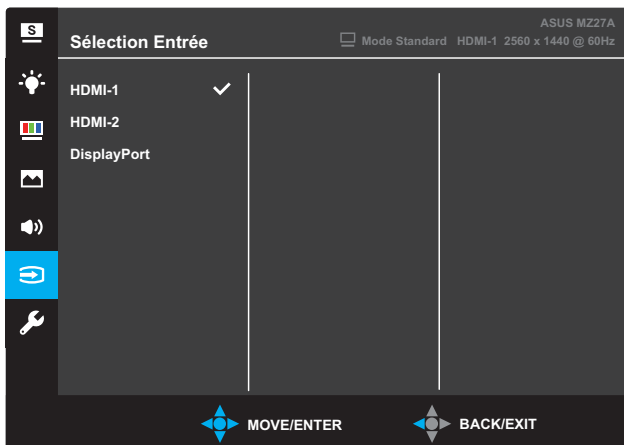 S
ASUS MZ27A
Sélection Entrée
Mode Standard HDMI-1 2560 x 1440 @ 60Hz
HDMI-1
HDMI-2
DisplayPort
MOVE/ENTER
BACK/EXIT